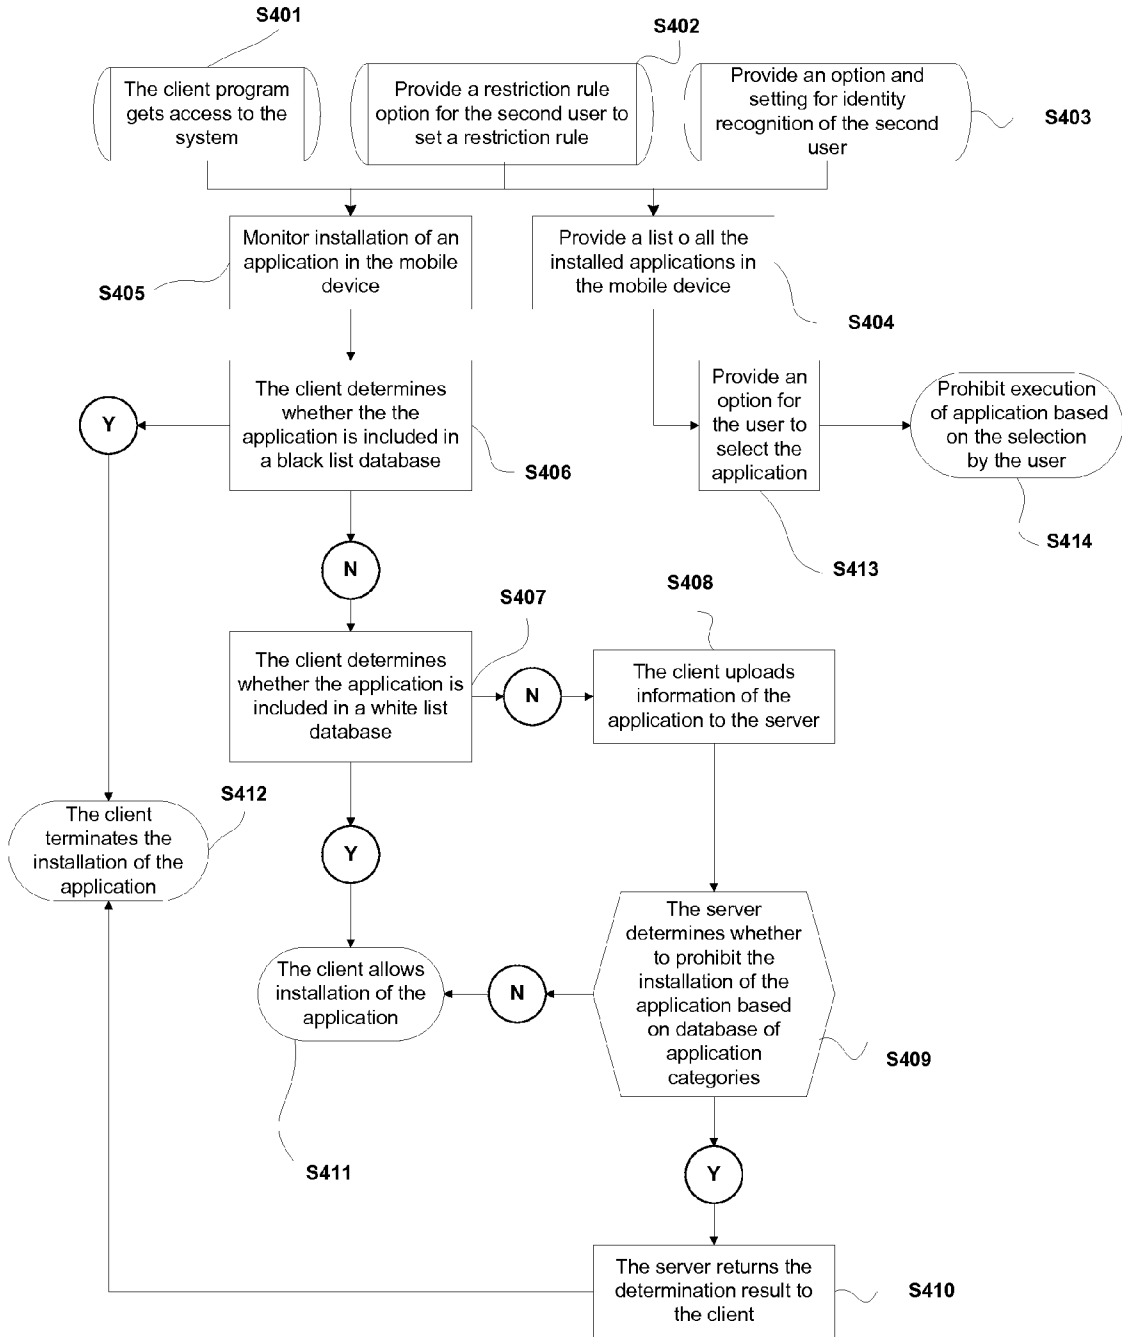 S401
S402
The client program
gets access to the
system
Provide a restriction rule
option for the second user to
set a restriction rule
Provide an option and
setting for identity
recognition of the second
user
S403
Monitor installation of an
application in the mobile
device
S405
Provide a list o all the
installed applications in
the mobile device
S404
The client determines
whether the the
application is included in
a black list database
Y
S406
Provide an
option for
the user to
select the
application
S413
Prohibit execution
of application based
on the selection
by the user
S414
N
S407
S408
The client determines
whether the application is
included in a white list
database
N
The client uploads
information of the
application to the server
S412
The client
terminates the
installation of the
application
Y
The server
determines whether
to prohibit the
installation of the
application based
on database of
application
categories
S409
The client allows
installation of the
application
N
S411
Y
The server returns the
determination result to
the client
S410